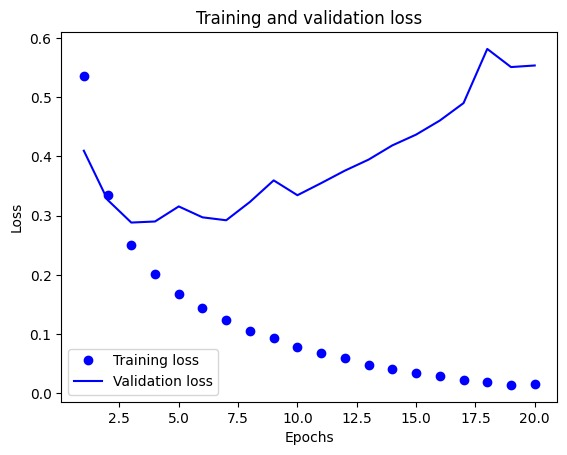 Training and validation loss
0.6
0.5
0.4
0.3
0.2
0.1
0.0
Loss
Training loss
Validation loss
2.5 5.0 7.5 10.0 12.5 15.0 17.5 20.0
Epochs